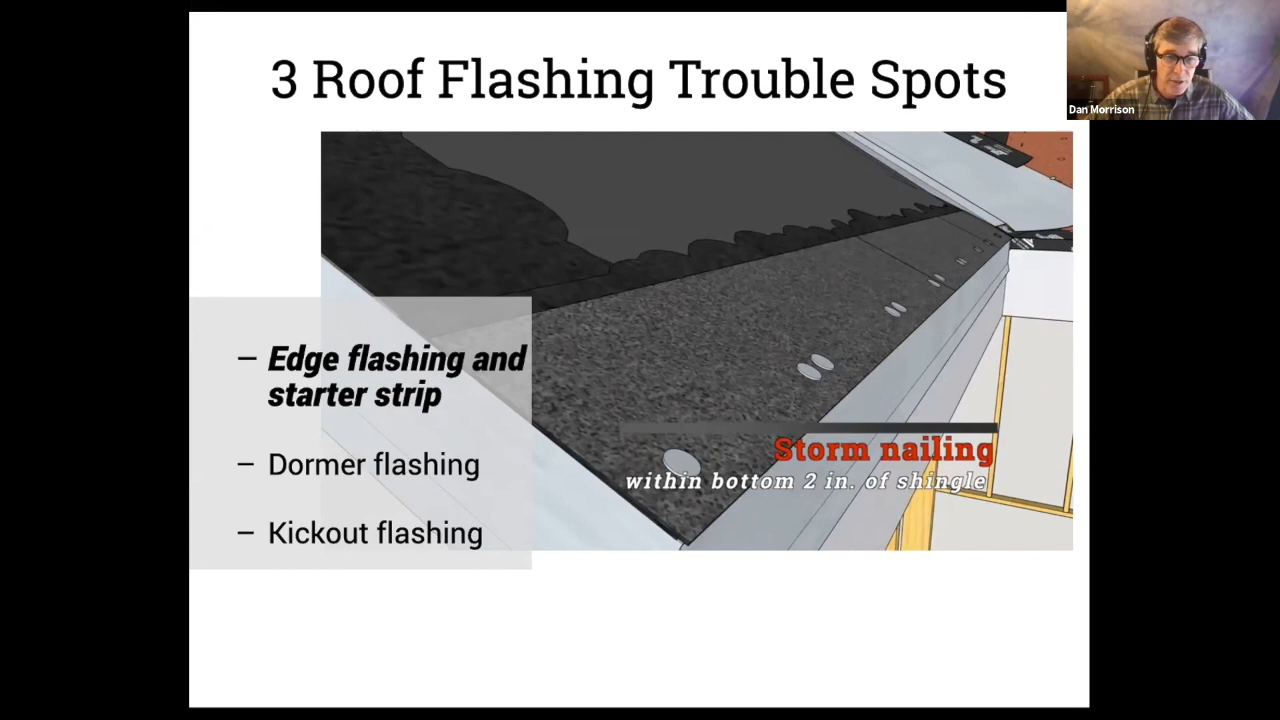 3 Roof Flashing Trouble Spots
Dan Morrison
– Edge flashing and
starter strip
– Dormer flashing
– Kickout flashing
Storm nailing
within bottom 2 in. of shingle